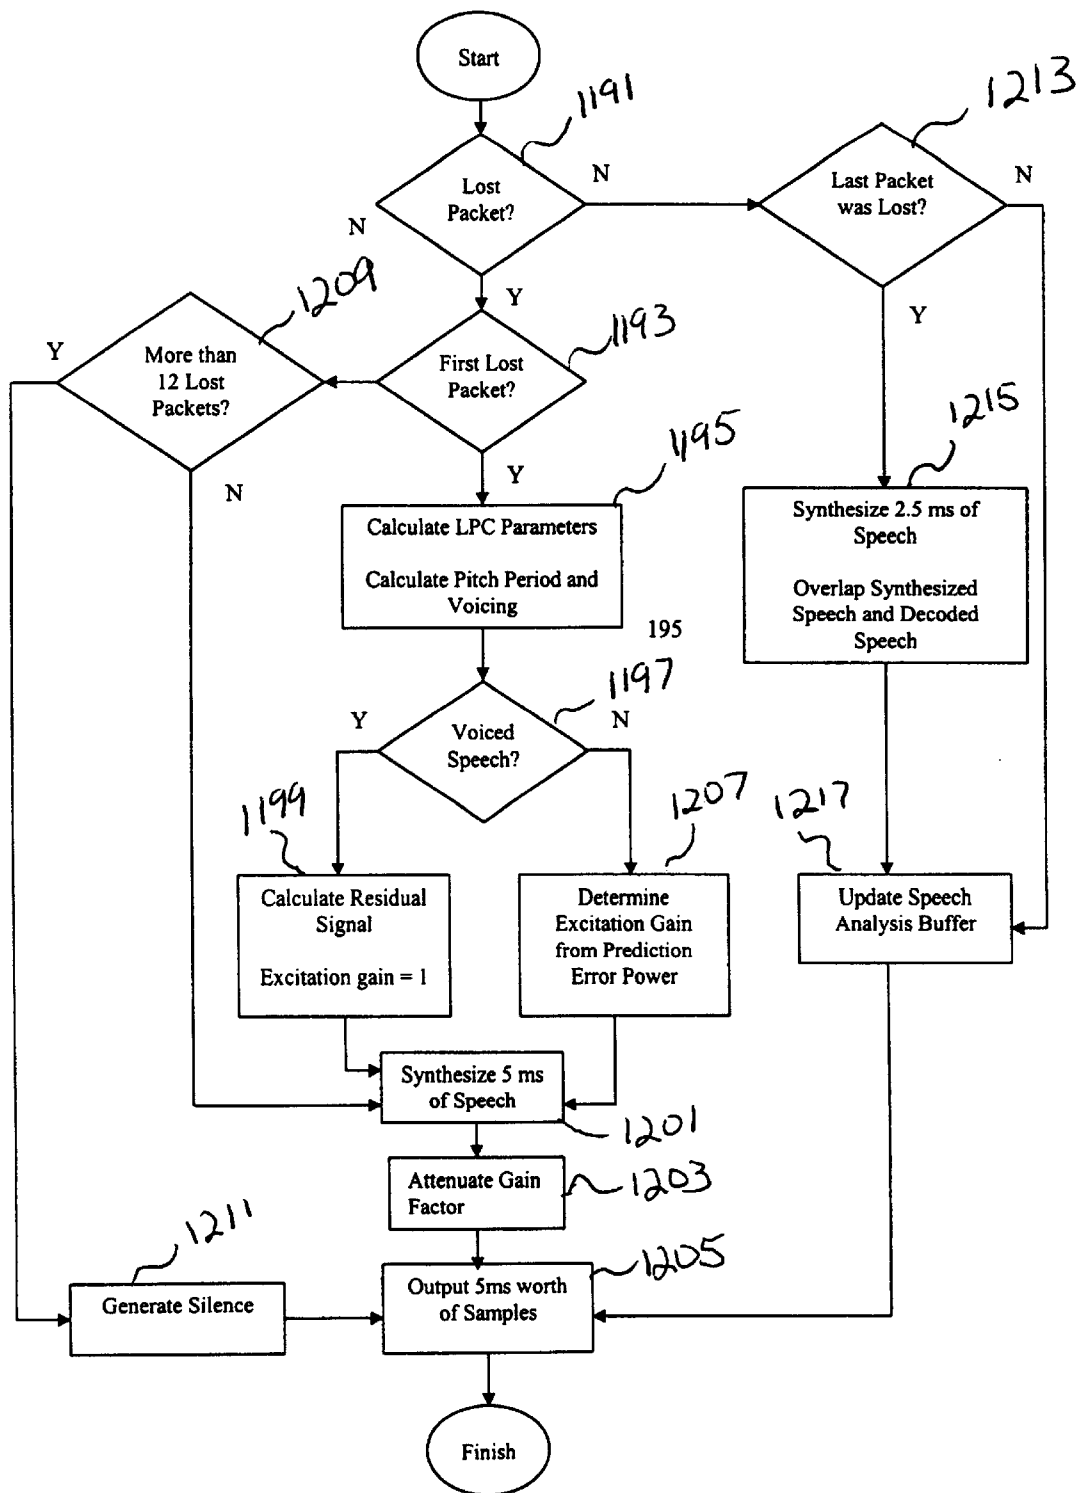 Start
1191
Lost
Packet?
N
N
Y
1213
Last Packet
was Lost?
N
Y
1209
More than
12 Lost
Packets?
Y
N
1193
First Lost
Packet?
Y
1195
Calculate LPC Parameters
Calculate Pitch Period and
Voicing
195
1215
Synthesize 2.5 ms of
Speech
Overlap Synthesized
Speech and Decoded
Speech
1197
Voiced
Speech?
Y
N
1199
Calculate Residual
Signal
Excitation gain = 1
1207
Determine
Excitation Gain
from Prediction
Error Power
1217
Update Speech
Analysis Buffer
Synthesize 5 ms
of Speech
1201
Attenuate Gain
Factor
1203
1211
Generate Silence
Output 5ms worth
of Samples
1205
Finish